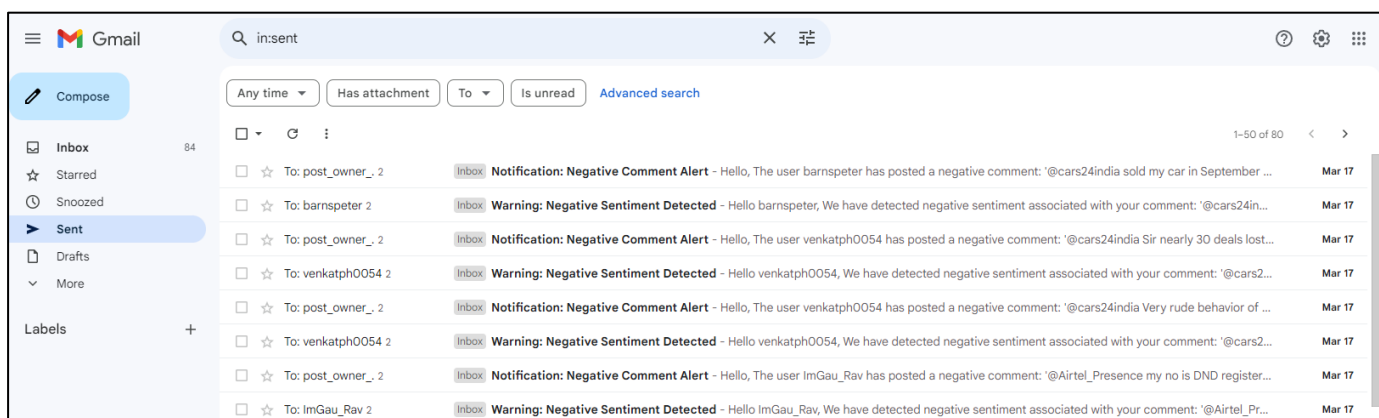 Gmail
in:sent
Compose
Any time Has attachment To Is unread Advanced search
1–50 of 80
Inbox 84
Starred
Snoozed
Sent
Drafts
More
Labels +
To: post_owner_. 2 Inbox Notification: Negative Comment Alert - Hello, The user barnspeter has posted a negative comment: '@cars24india sold my car in September ... Mar 17
To: barnspeter 2 Inbox Warning: Negative Sentiment Detected - Hello barnspeter, We have detected negative sentiment associated with your comment: '@cars24in... Mar 17
To: post_owner_. 2 Inbox Notification: Negative Comment Alert - Hello, The user venkatph0054 has posted a negative comment: '@cars24india Sir nearly 30 deals lost... Mar 17
To: venkatph0054 2 Inbox Warning: Negative Sentiment Detected - Hello venkatph0054, We have detected negative sentiment associated with your comment: '@cars2... Mar 17
To: post_owner_. 2 Inbox Notification: Negative Comment Alert - Hello, The user venkatph0054 has posted a negative comment: '@cars24india Very rude behavior of ... Mar 17
To: venkatph0054 2 Inbox Warning: Negative Sentiment Detected - Hello venkatph0054, We have detected negative sentiment associated with your comment: '@cars2... Mar 17
To: post_owner_. 2 Inbox Notification: Negative Comment Alert - Hello, The user ImGau_Rav has posted a negative comment: '@Airtel_Presence my no is DND register... Mar 17
To: ImGau_Rav 2 Inbox Warning: Negative Sentiment Detected - Hello ImGau_Rav, We have detected negative sentiment associated with your comment: '@Airtel_Pr... Mar 17